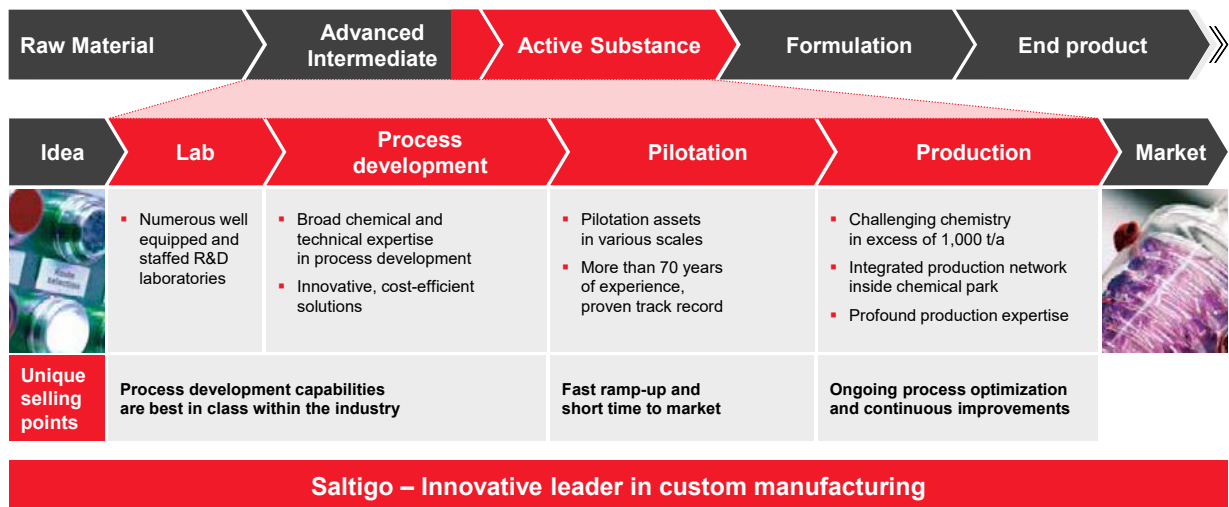 Raw Material
Advanced
Intermediate
Active Substance
Formulation
End product
Idea
Lab
Process
development
Pilotation
Production
Market
Route
selection
▪ Numerous well
equipped and
staffed R&D
laboratories
▪ Broad chemical and
technical expertise
in process development
▪ Innovative, cost-efficient
solutions
▪ Pilotation assets
in various scales
▪ More than 70 years
of experience,
proven track record
▪ Challenging chemistry
in excess of 1,000 t/a
▪ Integrated production network
inside chemical park
▪ Profound production expertise
Unique
selling
points
Process development capabilities
are best in class within the industry
Fast ramp-up and
short time to market
Ongoing process optimization
and continuous improvements
Saltigo – Innovative leader in custom manufacturing